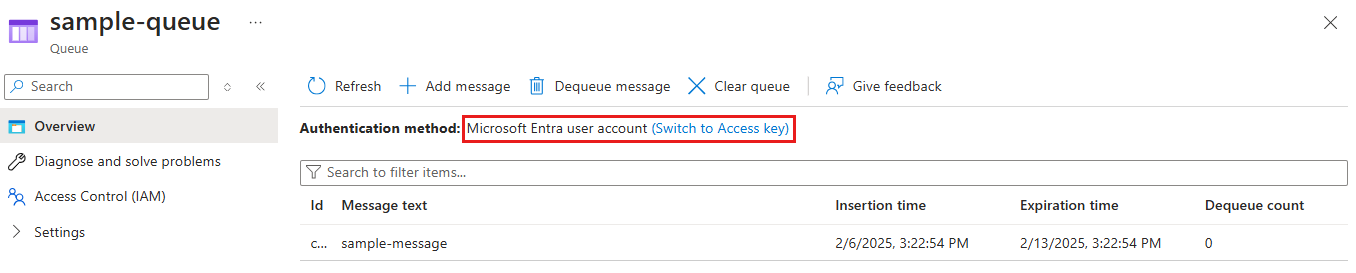 sample-queue ...
Queue
Search
Refresh Add message Dequeue message Clear queue Give feedback
Overview
Diagnose and solve problems
Access Control (IAM)
Settings
Authentication method: Microsoft Entra user account (Switch to Access key)
Search to filter items...
Id Message text Insertion time Expiration time Dequeue count
c... sample-message 2/6/2025, 3:22:54 PM 2/13/2025, 3:22:54 PM 0